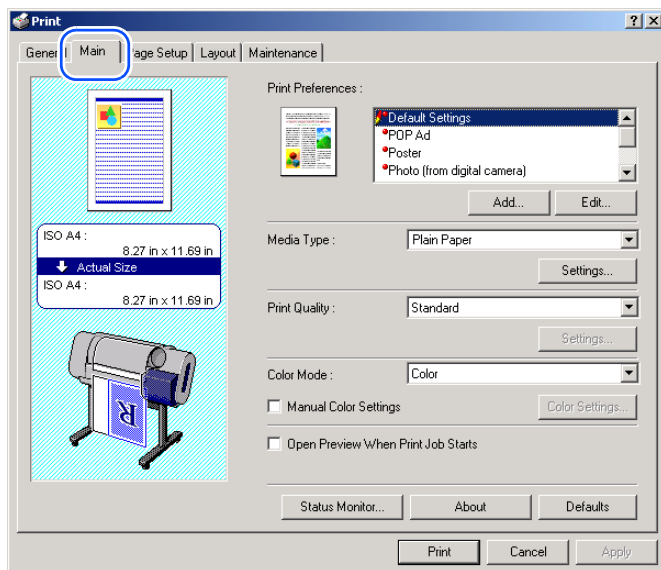 Print
General Main Page Setup Layout Maintenance
Print Preferences :
Default Settings
POP Ad
Poster
Photo (from digital camera)
Add... Edit...
ISO A4 :
8.27 in x 11.69 in
Actual Size
ISO A4 :
8.27 in x 11.69 in
Media Type : Plain Paper
Settings...
Print Quality : Standard
Settings...
Color Mode : Color
Manual Color Settings Color Settings...
Open Preview When Print Job Starts
Status Monitor... About Defaults
Print Cancel Apply
R